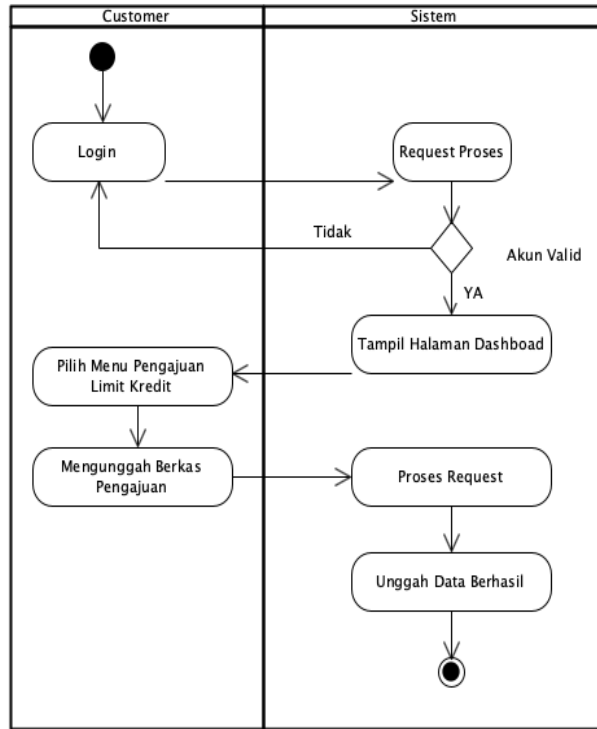 Customer
Sistem
Login
Request Proses
Tidak
Akun Valid
YA
Tampil Halaman Dashboad
Pilih Menu Pengajuan
Limit Kredit
Mengunggah Berkas
Pengajuan
Proses Request
Unggah Data Berhasil